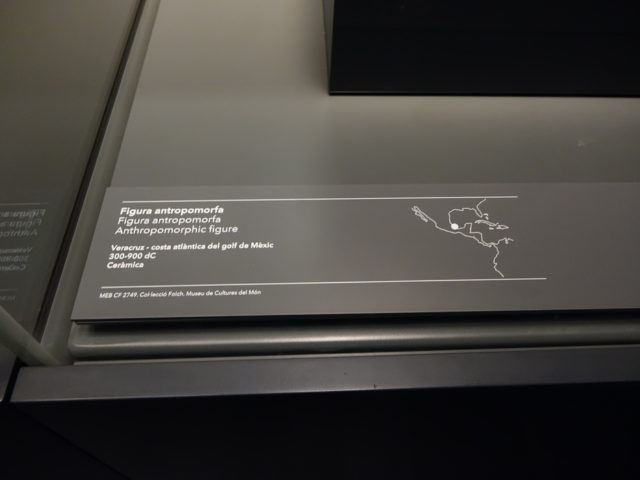 Figura antropomorfa
Figura antropomorfa
Anthropomorphic figure
Veracruz - costa atlàntica del golf de Mèxic
300-900 dC
Ceràmica
MEB CF 2749. Col·lecció Folch. Museu de Cultures del Món